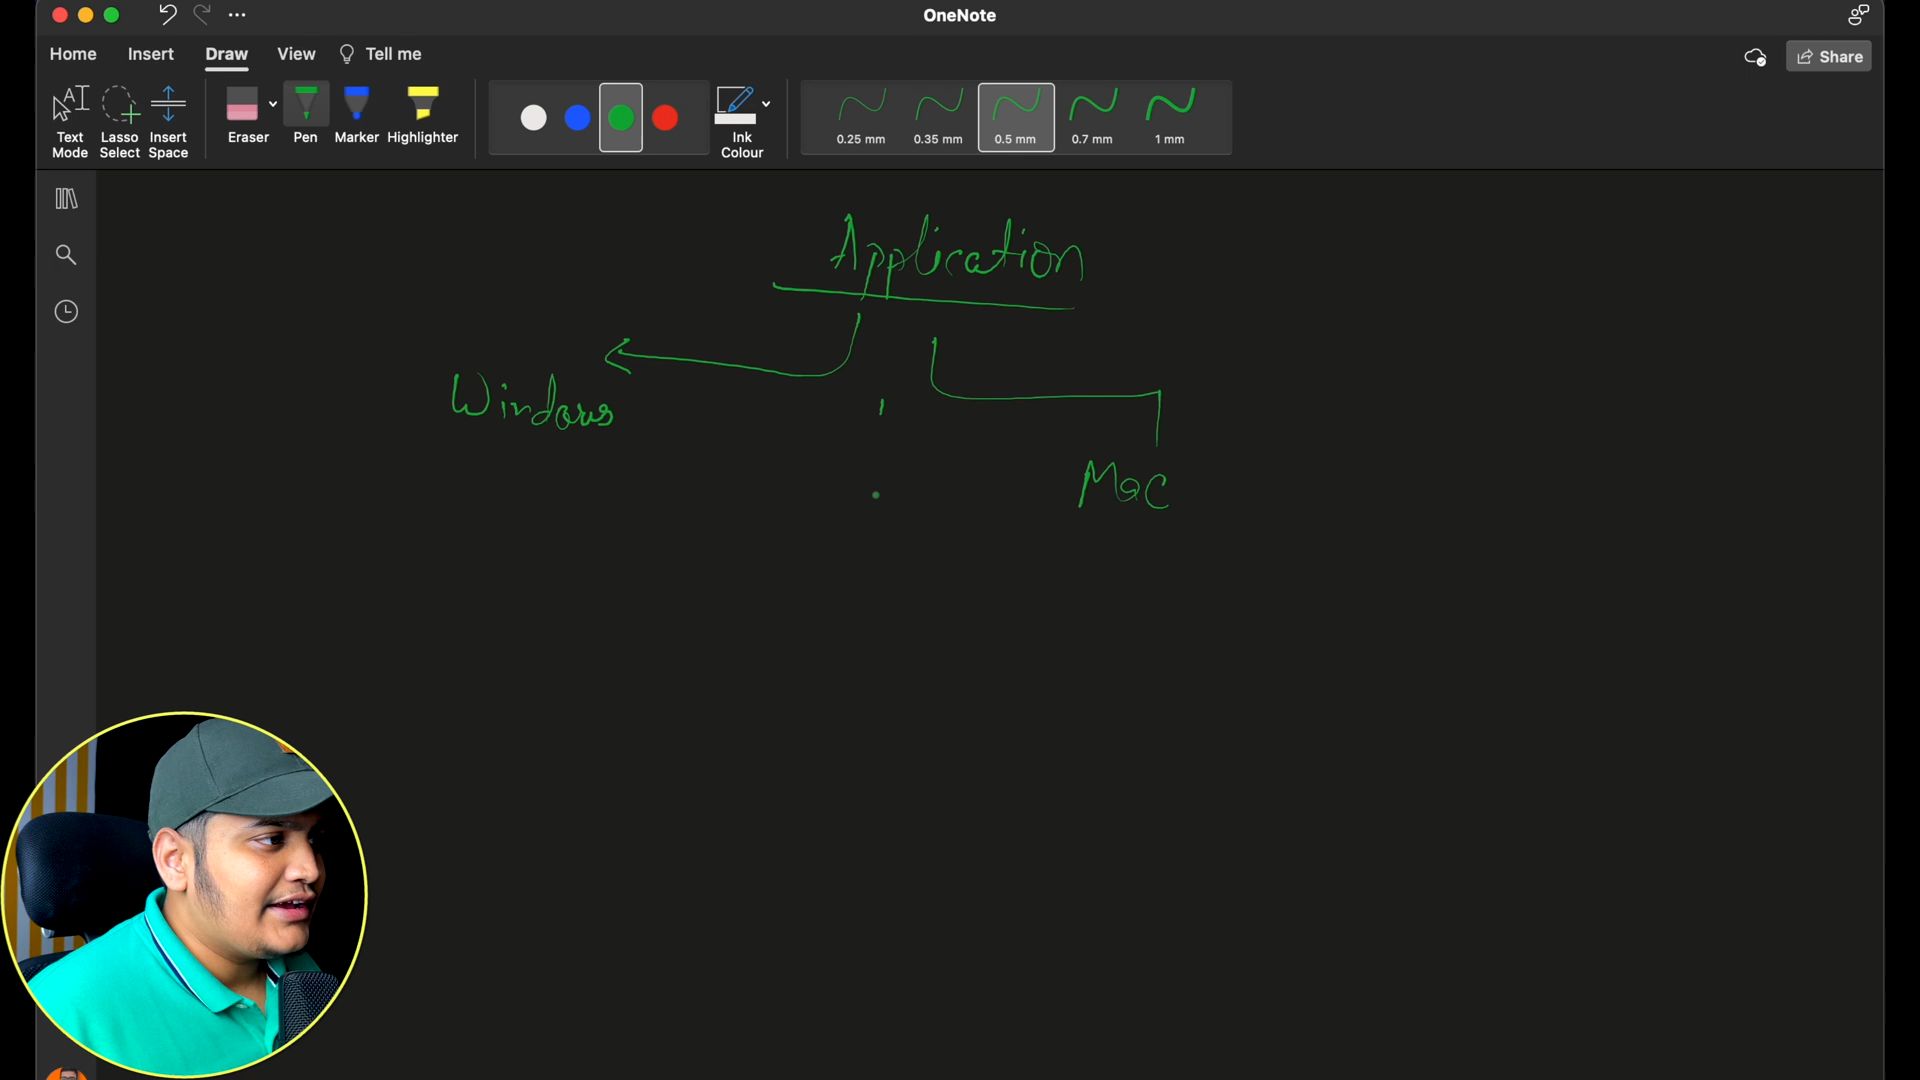 OneNote
Home Insert Draw View Tell me
Share
Text Mode
Lasso Select
Insert Space
Eraser
Pen
Marker
Highlighter
Ink Colour
0.25 mm
0.35 mm
0.5 mm
0.7 mm
1 mm
Application
Windows
Mac